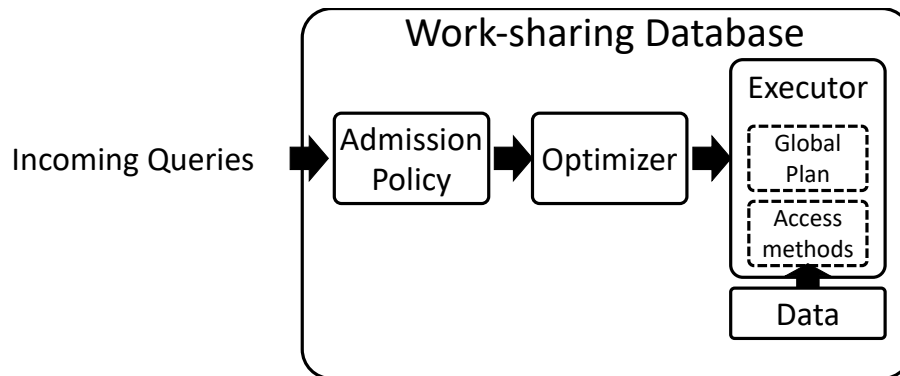 Work-sharing Database
Executor
Incoming Queries
Admission
Policy
Optimizer
Global
Plan
Access
methods
Data